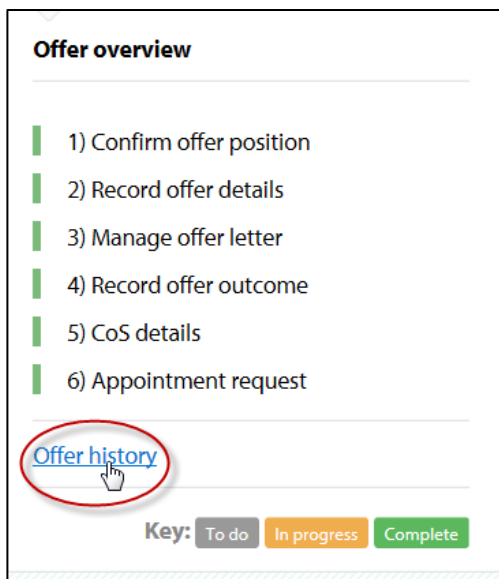 Offer overview
1) Confirm offer position
2) Record offer details
3) Manage offer letter
4) Record offer outcome
5) CoS details
6) Appointment request
Offer history
Key: To do In progress Complete